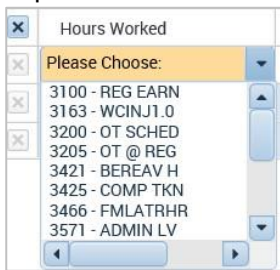 Hours Worked
Please Choose:
3100 - REG EARN
3163 - WCINJ1.0
3200 - OT SCHED
3205 - OT @ REG
3421 - BEREAV H
3425 - COMP TKN
3466 - FMLATRHR
3571 - ADMIN LV